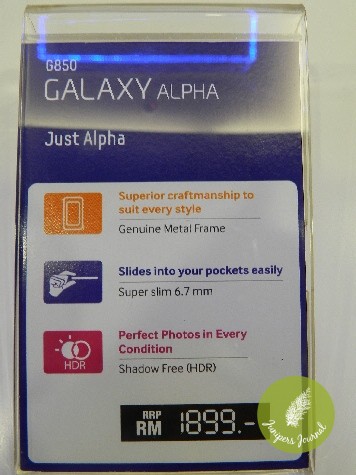 G850
GALAXY ALPHA
Just Alpha
Superior craftmanship to
suit every style
Genuine Metal Frame
Slides into your pockets easily
Super slim 6.7 mm
Perfect Photos in Every
Condition
Shadow Free (HDR)
HDR
RRP
RM 1899.-
Junipers Journal